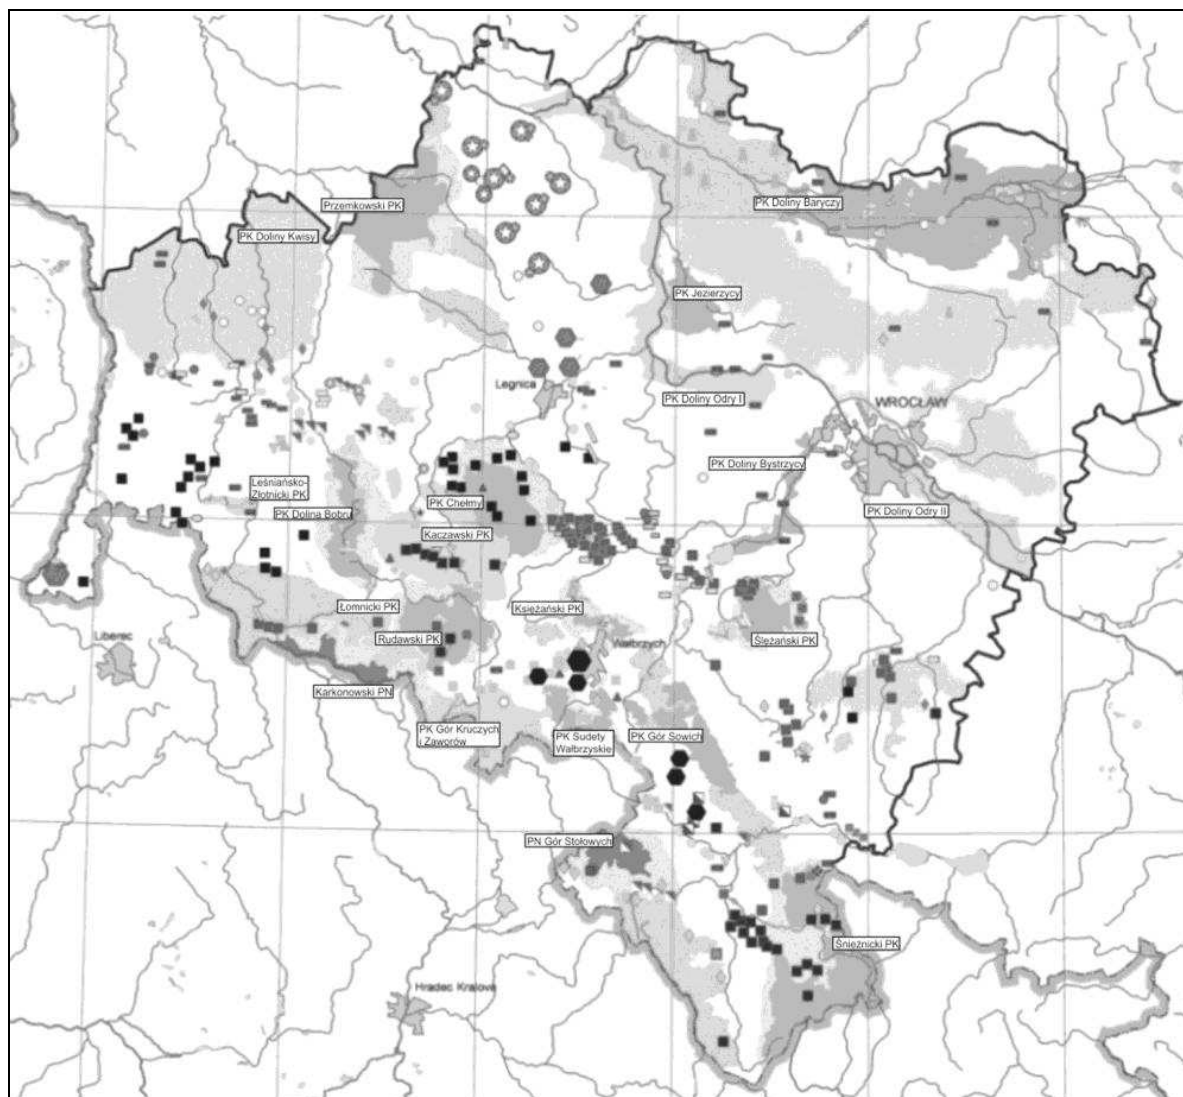 Przemkowski PK
PK Doliny Baryczy
PK Doliny Kwisy
PK Jezierzycy
Legnica
PK Doliny Odry I
WROCŁAW
PK Doliny Bystrzycy
Leśniańsko-
Złotnicki PK
PK Chełmy
PK Dolina Bobru
PK Doliny Odry II
Kaczawski PK
Łomnicki PK
Książański PK
Liberec
Rudawski PK
Wałbrzych
Ślężański PK
Karkonowski PN
PK Gór Kruczych
i Zaworów
PK Sudety
Wałbrzyskie
PK Gór Sowich
PN Gór Stołowych
Śnieżnicki PK
Hradec Kralove